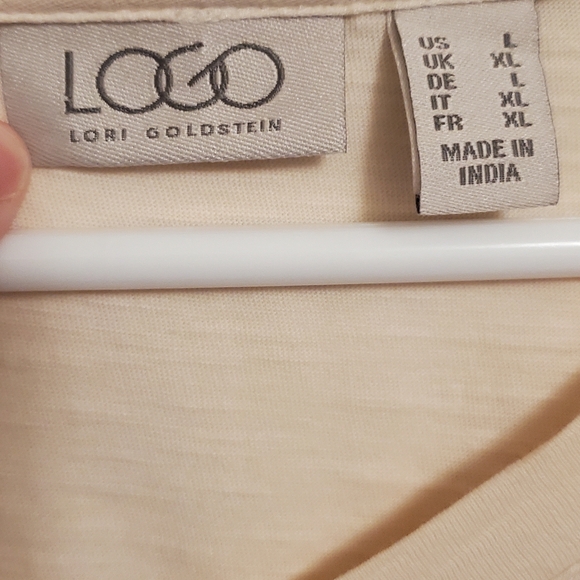 LOGO
LORI GOLDSTEIN
US L
UK XL
DE L
IT XL
FR XL
MADE IN
INDIA